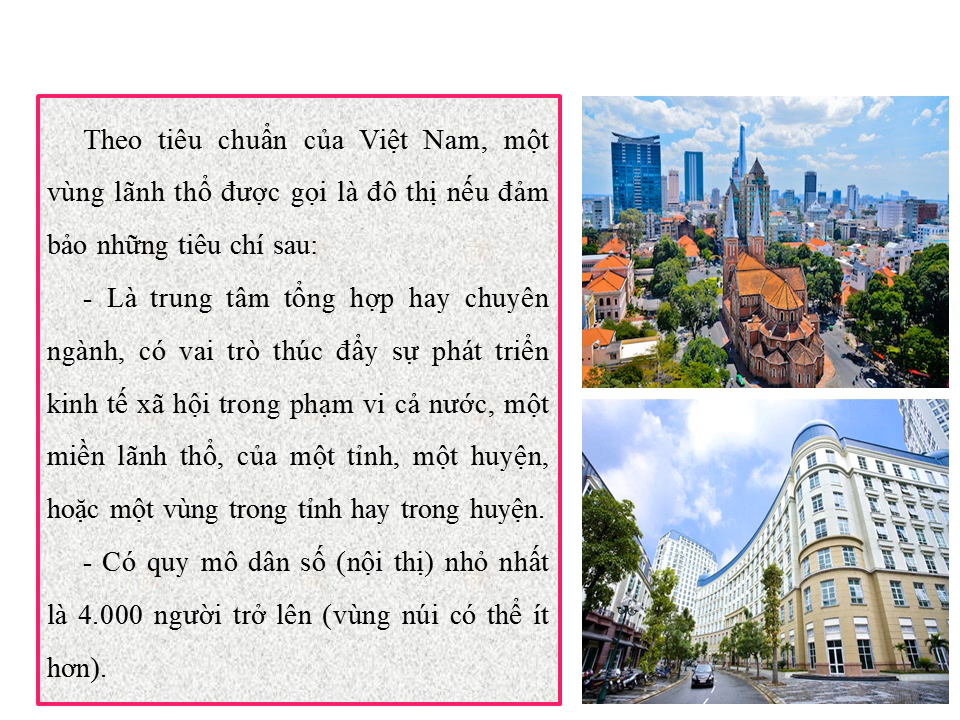 Theo tiêu chuẩn của Việt Nam, một
vùng lãnh thổ được gọi là đô thị nếu đảm
bảo những tiêu chí sau:
- Là trung tâm tổng hợp hay chuyên
ngành, có vai trò thúc đẩy sự phát triển
kinh tế xã hội trong phạm vi cả nước, một
miền lãnh thổ, của một tỉnh, một huyện,
hoặc một vùng trong tỉnh hay trong huyện.
- Có quy mô dân số (nội thị) nhỏ nhất
là 4.000 người trở lên (vùng núi có thể ít
hơn).